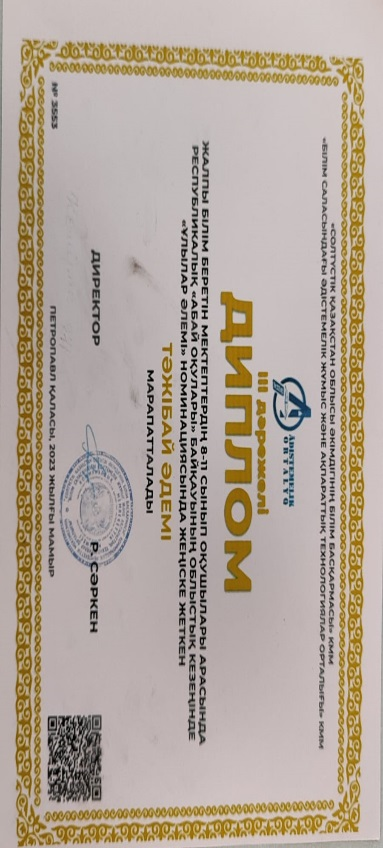 «СОЛТҮСТІК ҚАЗАҚСТАН ОБЛЫСЫ ӘКІМДІГІНІҢ БІЛІМ БАСҚАРМАСЫ» КММ
«БІЛІМ САЛАСЫНДАҒЫ ӘДІСТЕМЕЛІК ЖҰМЫС ЖӘНЕ АҚПАРАТТЫҚ ТЕХНОЛОГИЯЛАР ОРТАЛЫҒЫ» КММ
ӘДІСТЕМЕЛІК
ORTALYǴ
III дәрежелі
ДИПЛОМ
ЖАЛПЫ БІЛІМ БЕРЕТІН МЕКТЕПТЕРДІҢ 8-11 СЫНЫП ОҚУШЫЛАРЫ АРАСЫНДА
РЕСПУБЛИКАЛЫҚ «АБАЙ ОҚУЛАРЫ» БАЙҚАУЫНЫҢ ОБЛЫСТЫҚ КЕЗЕҢІНДЕ
«ҰЛЫЛАР ӘЛЕМІ» НОМИНАЦИЯСЫНДА ЖЕҢІСКЕ ЖЕТКЕН
ТӘЖІБАЙ ӘДЕМІ
МАРАПАТТАЛАДЫ
ДИРЕКТОР Р. СӘРКЕН
№ 3553 ПЕТРОПАВЛ ҚАЛАСЫ, 2023 ЖЫЛҒЫ МАМЫР